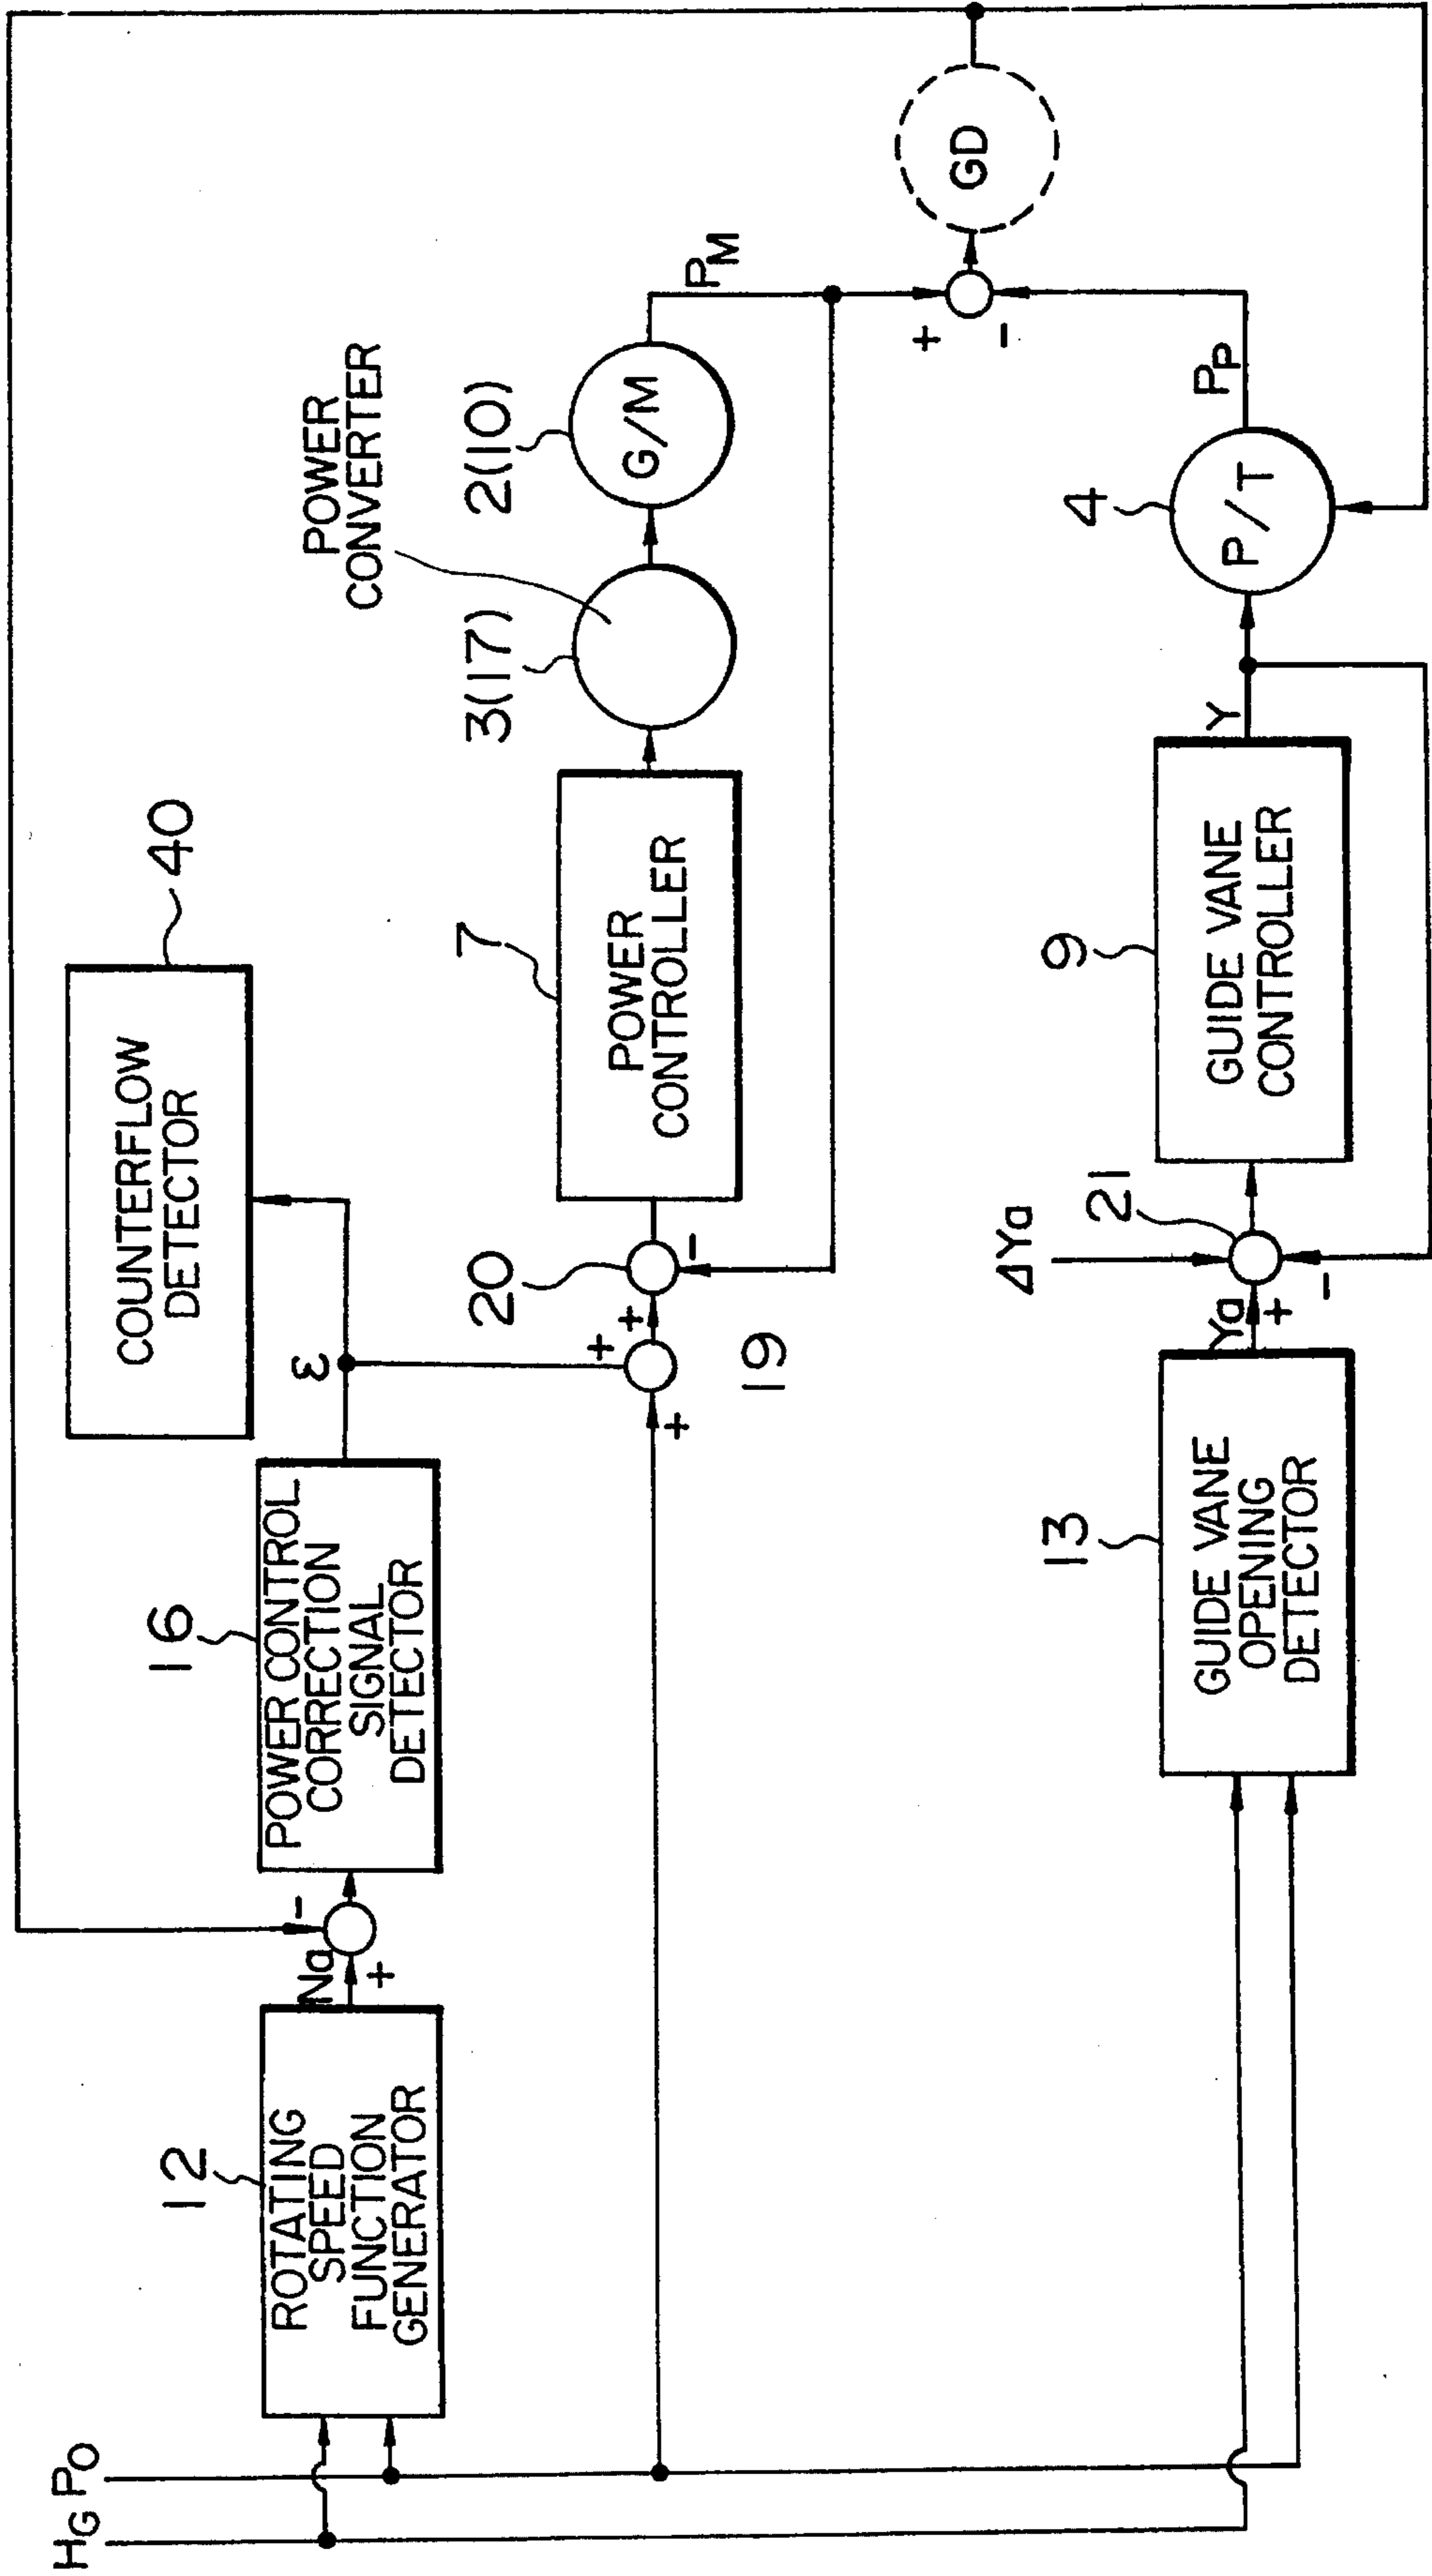 HG
PO
12
ROTATING
SPEED
FUNCTION
GENERATOR
Na
+
-
16
POWER CONTROL
CORRECTION
SIGNAL
DETECTOR
ε
COUNTERFLOW
DETECTOR
40
+
+
19
+
20
-
7
POWER
CONTROLLER
3(17)
POWER
CONVERTER
2(10)
G/M
PM
+
-
GD
13
GUIDE VANE
OPENING
DETECTOR
Ya
+
ΔYa
21
-
9
GUIDE VANE
CONTROLLER
Y
4
P/T
PP